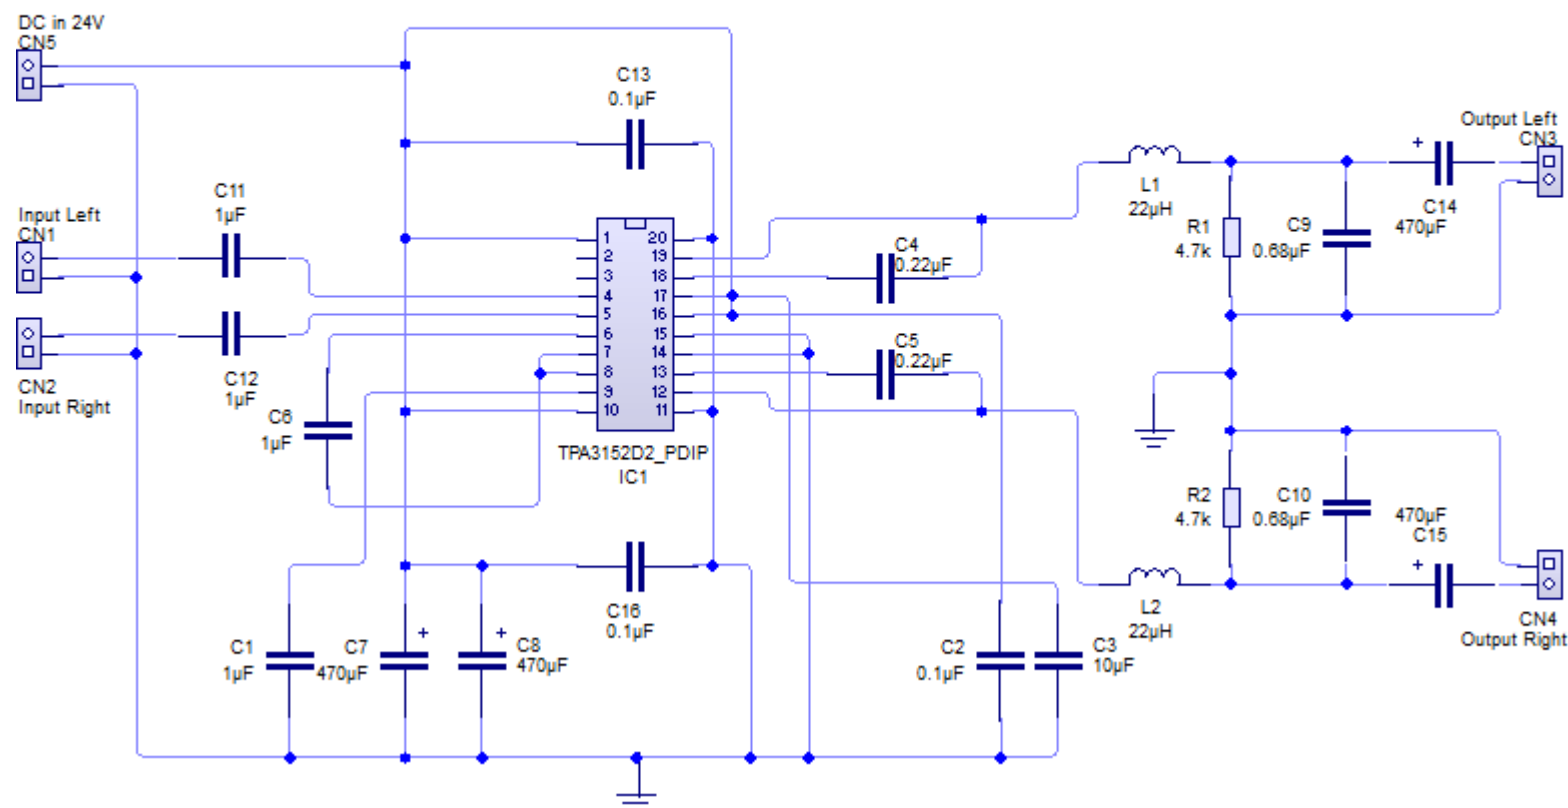 DC in 24V
CN5
C13
0.1µF
Output Left
CN3
+
C14
470µF
L1
22µH
R1
4.7k
C9
0.68µF
C11
1µF
Input Left
CN1
C12
1µF
CN2
Input Right
1
2
3
4
5
6
7
8
9
10
20
19
18
17
16
15
14
13
12
11
TPA3152D2_PDIP
IC1
C4
0.22µF
C5
0.22µF
C6
1µF
R2
4.7k
C10
0.68µF
470µF
C15
+
L2
22µH
CN4
Output Right
C16
0.1µF
C1
1µF
C7
470µF
+
C8
470µF
+
C2
0.1µF
C3
10µF